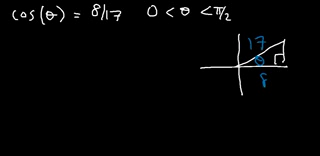 cos(θ) = 8/17   0 < θ < π/2
17
θ
8